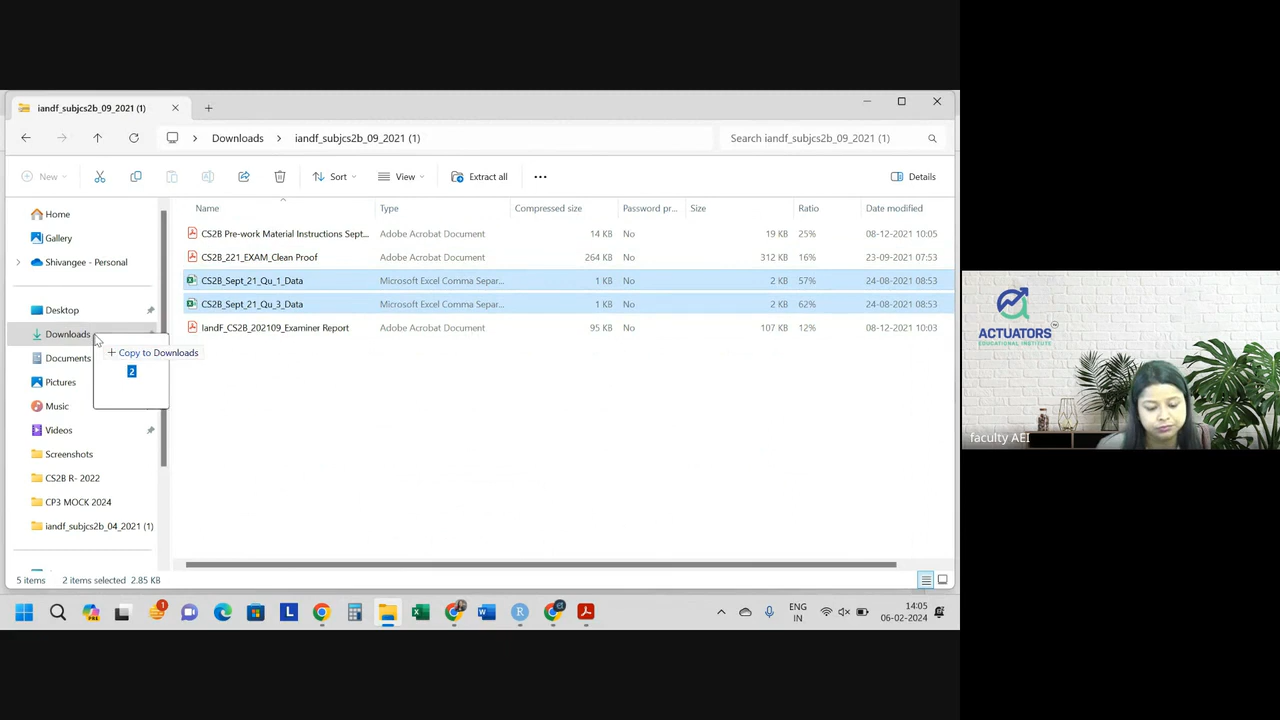 iandf_subjcs2b_09_2021 (1)
Downloads
iandf_subjcs2b_09_2021 (1)
Search iandf_subjcs2b_09_2021 (1)
New
Sort
View
Extract all
Details
Name
Type
Compressed size
Password pr...
Size
Ratio
Date modified
CS2B Pre-work Material Instructions Sept...
Adobe Acrobat Document
14 KB
No
19 KB
25%
08-12-2021 10:05
CS2B_221_EXAM_Clean Proof
Adobe Acrobat Document
264 KB
No
312 KB
16%
23-09-2021 07:53
CS2B_Sept_21_Qu_1_Data
Microsoft Excel Comma Separ...
1 KB
No
2 KB
57%
24-08-2021 08:53
CS2B_Sept_21_Qu_3_Data
Microsoft Excel Comma Separ...
1 KB
No
2 KB
62%
24-08-2021 08:53
IandF_CS2B_202109_Examiner Report
Adobe Acrobat Document
95 KB
No
107 KB
12%
08-12-2021 10:03
Home
Gallery
Shivangee - Personal
Desktop
Downloads
+ Copy to Downloads
2
Documents
Pictures
Music
Videos
Screenshots
CS2B R- 2022
CP3 MOCK 2024
iandf_subjcs2b_04_2021 (1)
5 items
2 items selected 2.85 KB
ENG
IN
14:05
06-02-2024
ACTUATORS
EDUCATIONAL INSTITUTE
faculty AEI